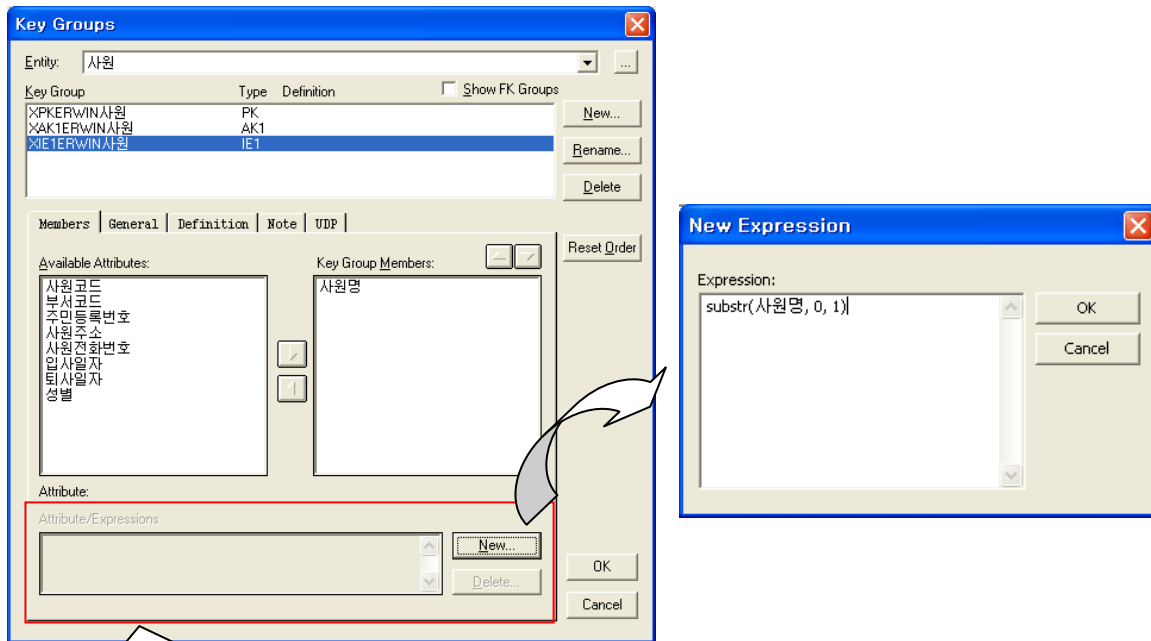 Key Groups
Entity: 사원 ...
Key Group Type Definition Show FK Groups
XPKERWIN사원 PK
XAK1ERWIN사원 AK1
XIE1ERWIN사원 IE1
New...
Rename...
Delete
Members General Definition Note UDP
Reset Order
Available Attributes:
사원코드
부서코드
주민등록번호
사원주소
사원전화번호
입사일자
퇴사일자
성별
Key Group Members:
사원명
Attribute:
Attribute/Expressions
New...
Delete...
OK
Cancel
New Expression
Expression:
substr(사원명, 0, 1)
OK
Cancel